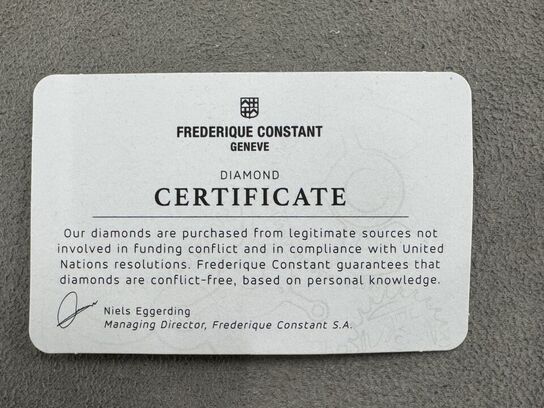 FREDERIQUE CONSTANT
GENEVE
DIAMOND
CERTIFICATE
Our diamonds are purchased from legitimate sources not
involved in funding conflict and in compliance with United
Nations resolutions. Frederique Constant guarantees that
diamonds are conflict-free, based on personal knowledge.
Niels Eggerding
Managing Director, Frederique Constant S.A.